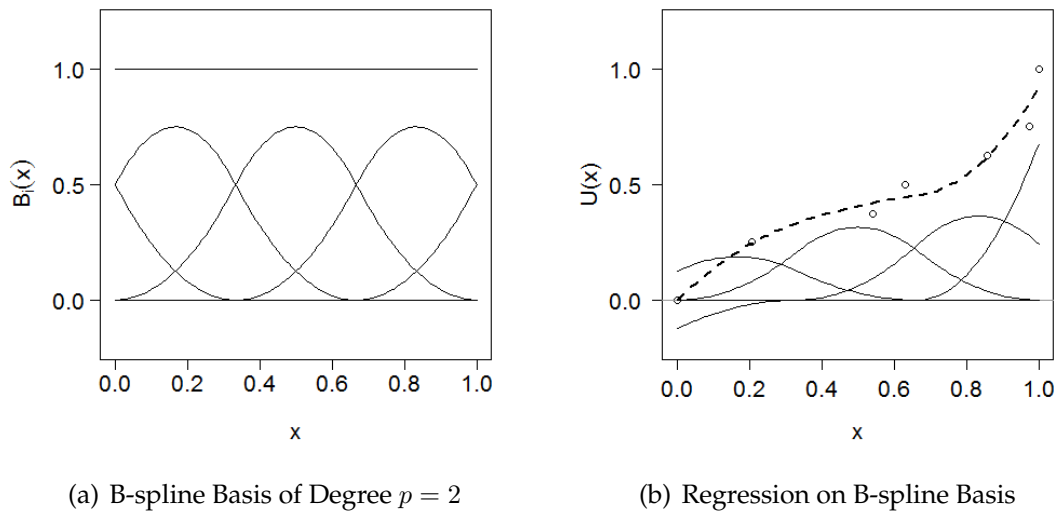 1.0
0.5
0.0
B_i(x)
0.0 0.2 0.4 0.6 0.8 1.0
x
(a) B-spline Basis of Degree p = 2
1.0
0.5
0.0
U(x)
0.0 0.2 0.4 0.6 0.8 1.0
x
(b) Regression on B-spline Basis